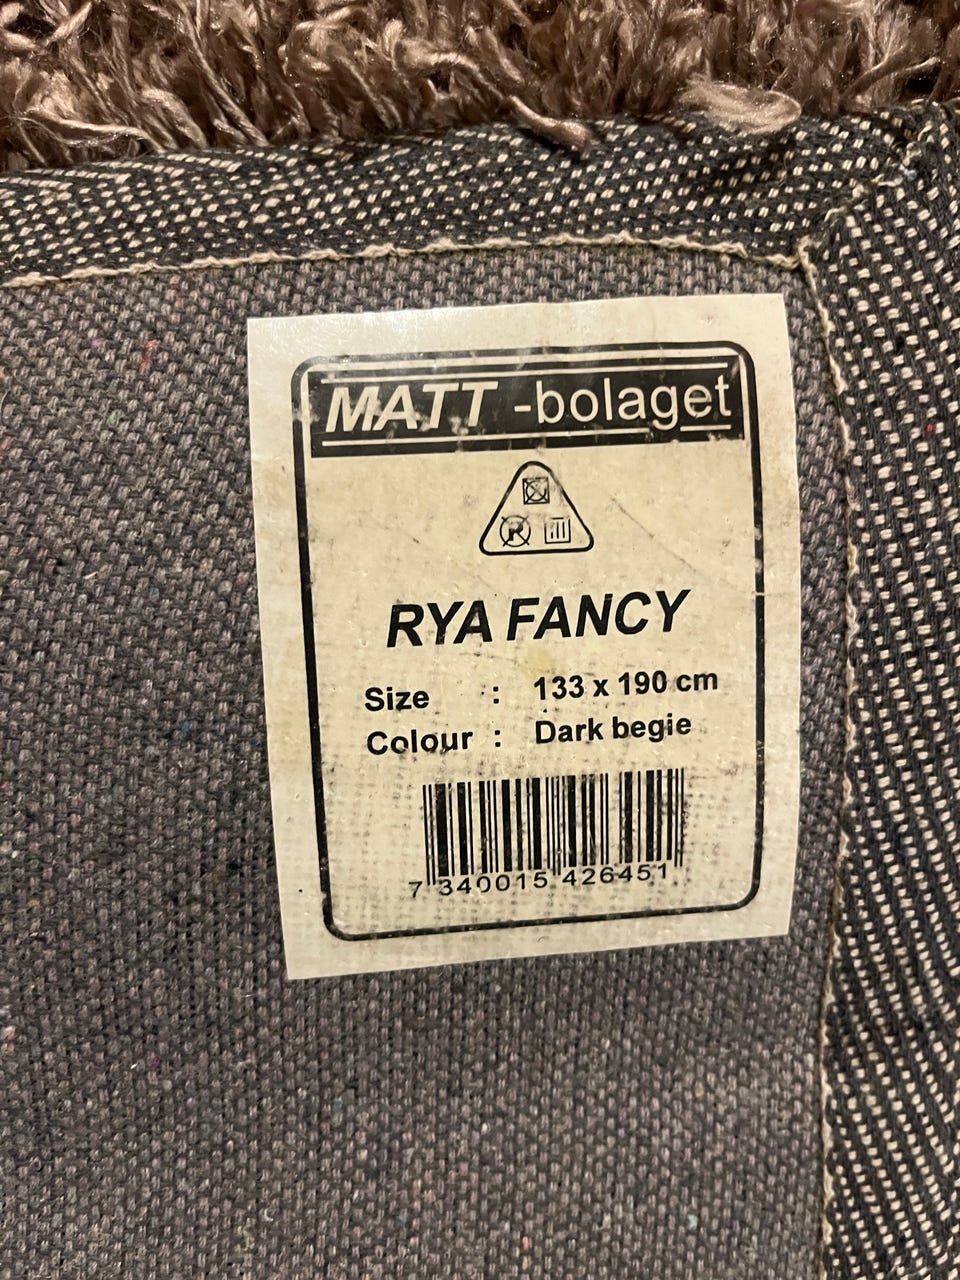 MATT -bolaget
RYA FANCY
Size : 133 x 190 cm
Colour : Dark begie
7 340015 426451